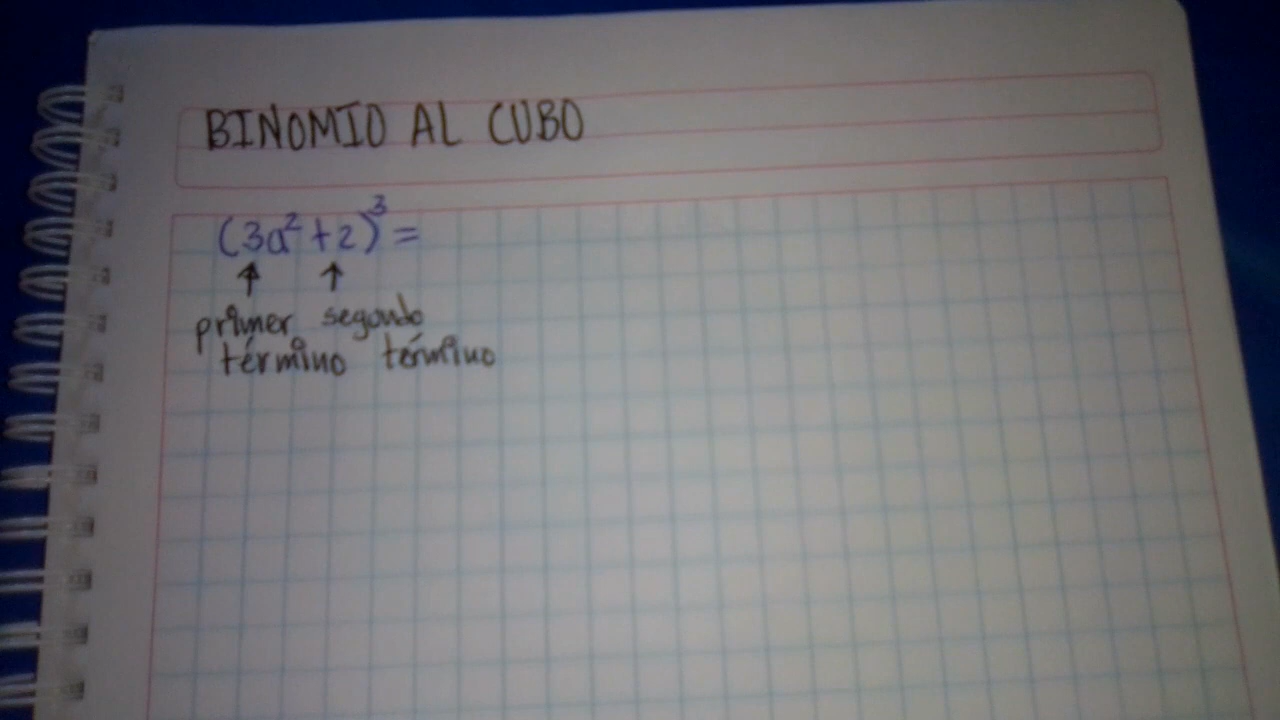 BINOMIO AL CUBO
(3a² +2)³ =
↑ ↑
primer segundo
término término